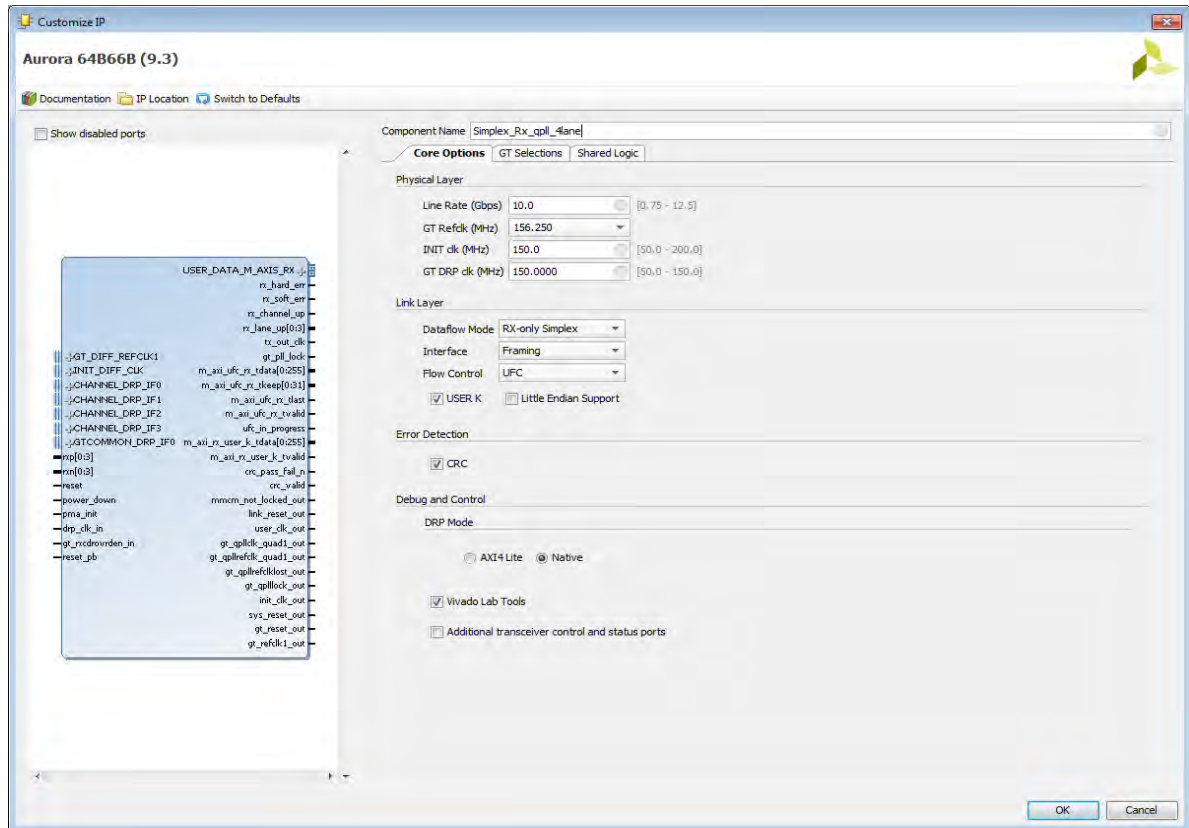 Customize IP
Aurora 64B66B (9.3)
Documentation IP Location Switch to Defaults
Show disabled ports
USER_DATA_M_AXIS_RX
rx_hard_err
rx_soft_err
rx_channel_up
rx_lane_up[0:3]
tx_out_clk
GT_DIFF_REFCLK1 gt_pll_lock
INIT_DIFF_CLK m_axi_ufc_rx_tdata[0:255]
CHANNEL_DRP_IF0 m_axi_ufc_rx_tkeep[0:31]
CHANNEL_DRP_IF1 m_axi_ufc_rx_tlast
CHANNEL_DRP_IF2 m_axi_ufc_rx_tvalid
CHANNEL_DRP_IF3 ufc_in_progress
GTCOMMON_DRP_IF0 m_axi_rx_user_k_tdata[0:255]
rxp[0:3] m_axi_rx_user_k_tvalid
rxn[0:3] crc_pass_fail_n
reset crc_valid
power_down mmcm_not_locked_out
pma_init link_reset_out
drp_clk_in user_clk_out
gt_rxcdrovrden_in gt_qpllclk_quad1_out
reset_pb gt_qpllrefclk_quad1_out
gt_qpllrefclklost_out
gt_qplllock_out
init_clk_out
sys_reset_out
gt_reset_out
gt_refclk1_out
Component Name Simplex_Rx_qpll_4lane
Core Options GT Selections Shared Logic
Physical Layer
Line Rate (Gbps) 10.0 [0.75 - 12.5]
GT Refclk (MHz) 156.250
INIT clk (MHz) 150.0 [50.0 - 200.0]
GT DRP clk (MHz) 150.0000 [50.0 - 150.0]
Link Layer
Dataflow Mode RX-only Simplex
Interface Framing
Flow Control UFC
USER K Little Endian Support
Error Detection
CRC
Debug and Control
DRP Mode
AXI4 Lite Native
Vivado Lab Tools
Additional transceiver control and status ports
OK Cancel